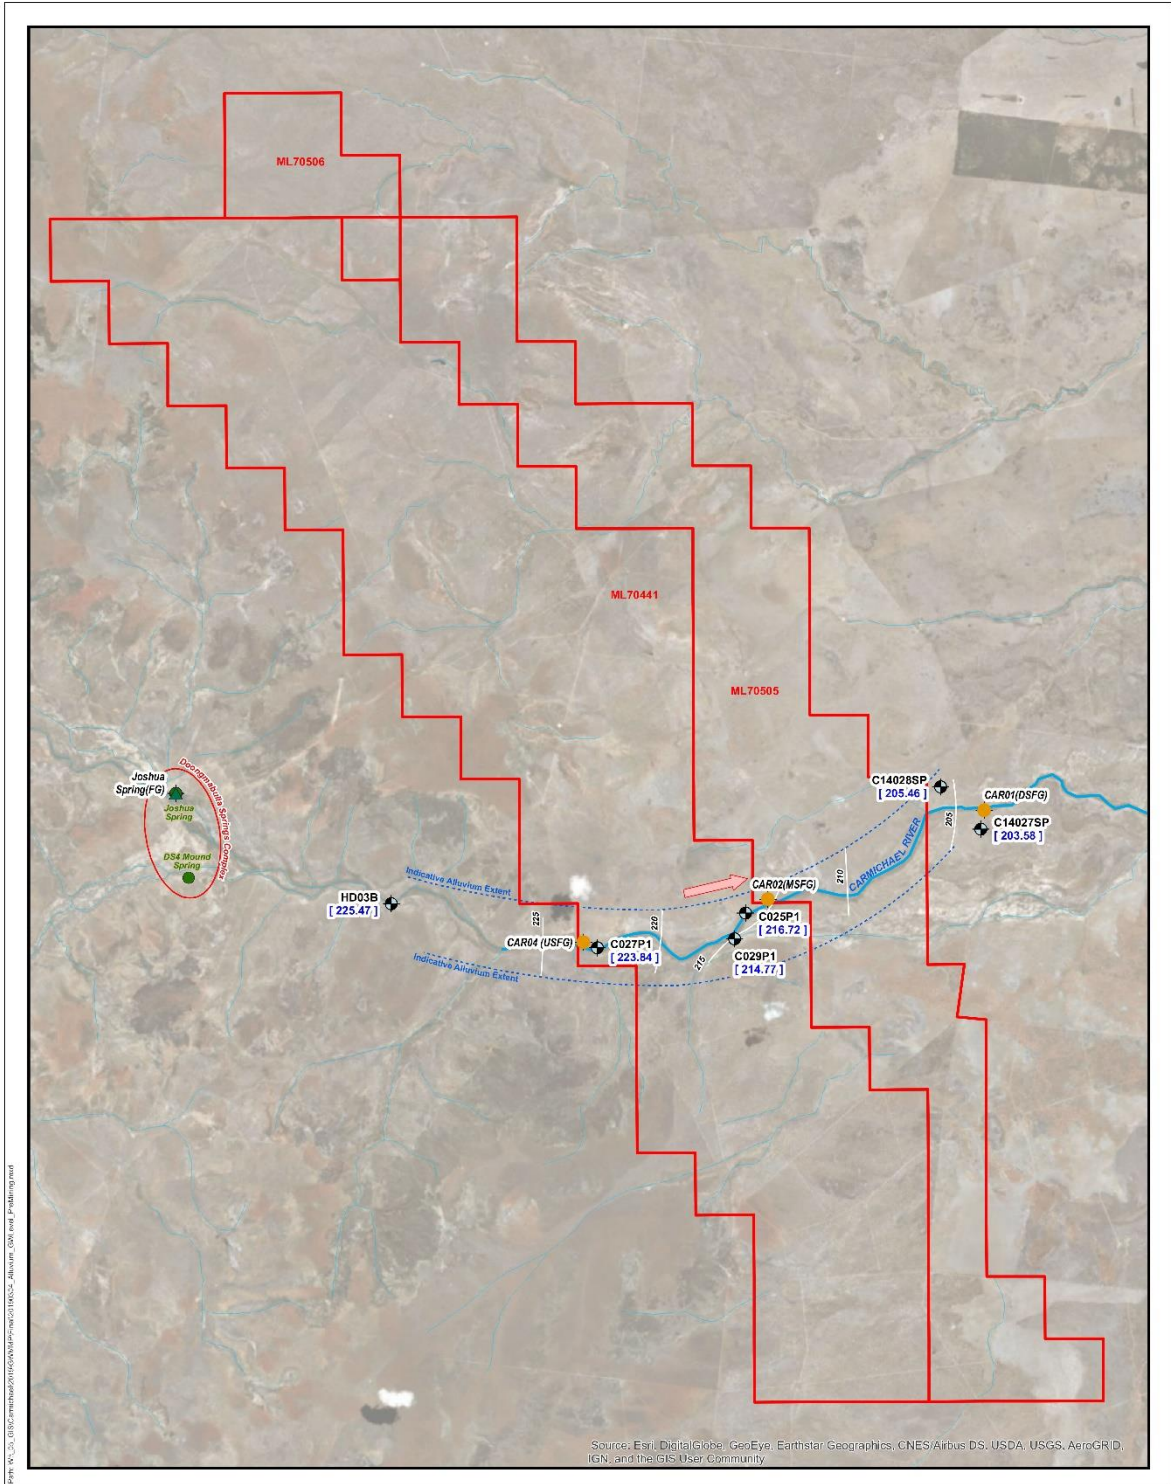 ML70506
ML70441
ML70505
Joshua
Spring(FG)
Joshua
Spring
Doongmabulla Springs Complex
DS4 Mound
Spring
HD03B
[ 225.47 ]
Indicative Alluvium Extent
Indicative Alluvium Extent
225
CAR04 (USFG)
C027P1
[ 223.84 ]
220
215
C029P1
[ 214.77 ]
C025P1
[ 216.72 ]
CAR02(MSFG)
210
CARMICHAEL RIVER
C14028SP
[ 205.46 ]
205
CAR01(DSFG)
C14027SP
[ 203.58 ]
Source: Esri, DigitalGlobe, GeoEye, Earthstar Geographics, CNES/Airbus DS, USDA, USGS, AeroGRID,
IGN, and the GIS User Community